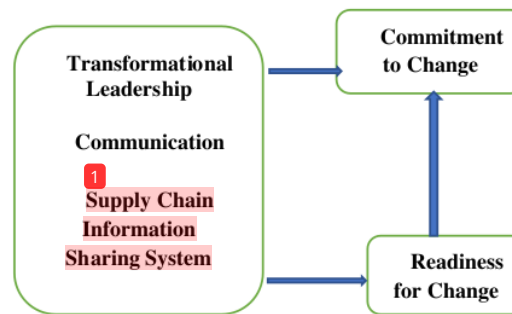 Transformational
Leadership
Communication
1
Supply Chain
Information
Sharing System
Commitment
to Change
Readiness
for Change